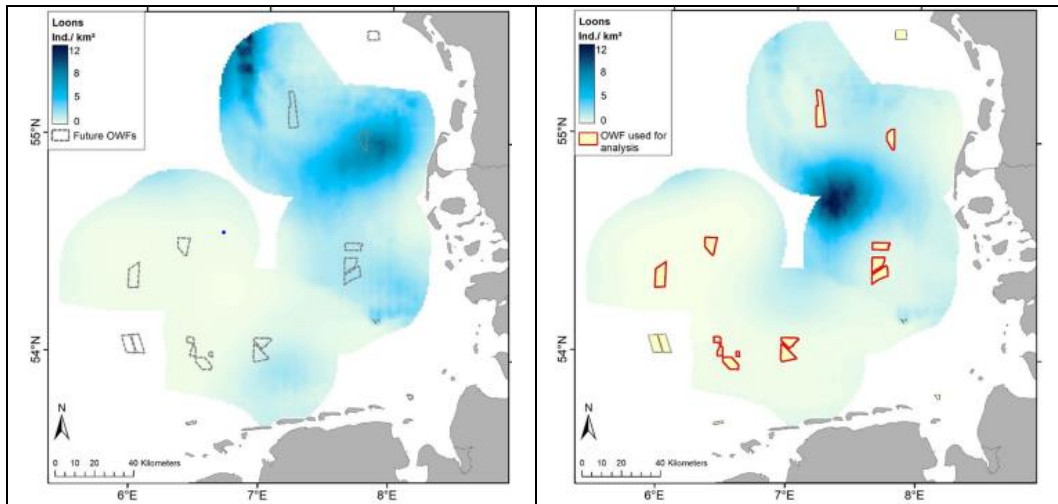 Loons
Ind./ km²
12
8
4
0
Future OWFs
55°N
54°N
N
0 10 20 40 Kilometers
6°E
7°E
8°E
Loons
Ind./ km²
12
8
4
0
OWF used for
analysis
55°N
54°N
N
0 10 20 40 Kilometers
6°E
7°E
8°E